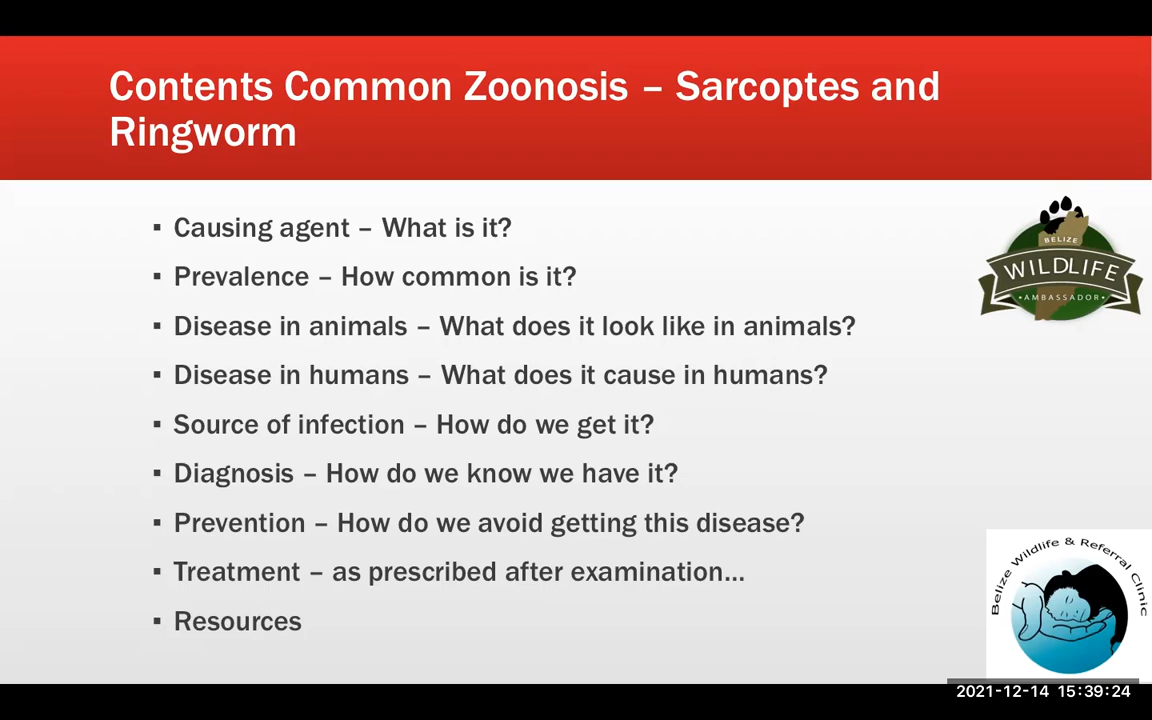 Contents Common Zoonosis – Sarcoptes and
Ringworm
▪ Causing agent – What is it?
▪ Prevalence – How common is it?
▪ Disease in animals – What does it look like in animals?
▪ Disease in humans – What does it cause in humans?
▪ Source of infection – How do we get it?
▪ Diagnosis – How do we know we have it?
▪ Prevention – How do we avoid getting this disease?
▪ Treatment – as prescribed after examination...
▪ Resources
BELIZE
WILDLIFE
•AMBASSADOR•
Belize Wildlife & Referral Clinic
2021-12-14 15:39:24